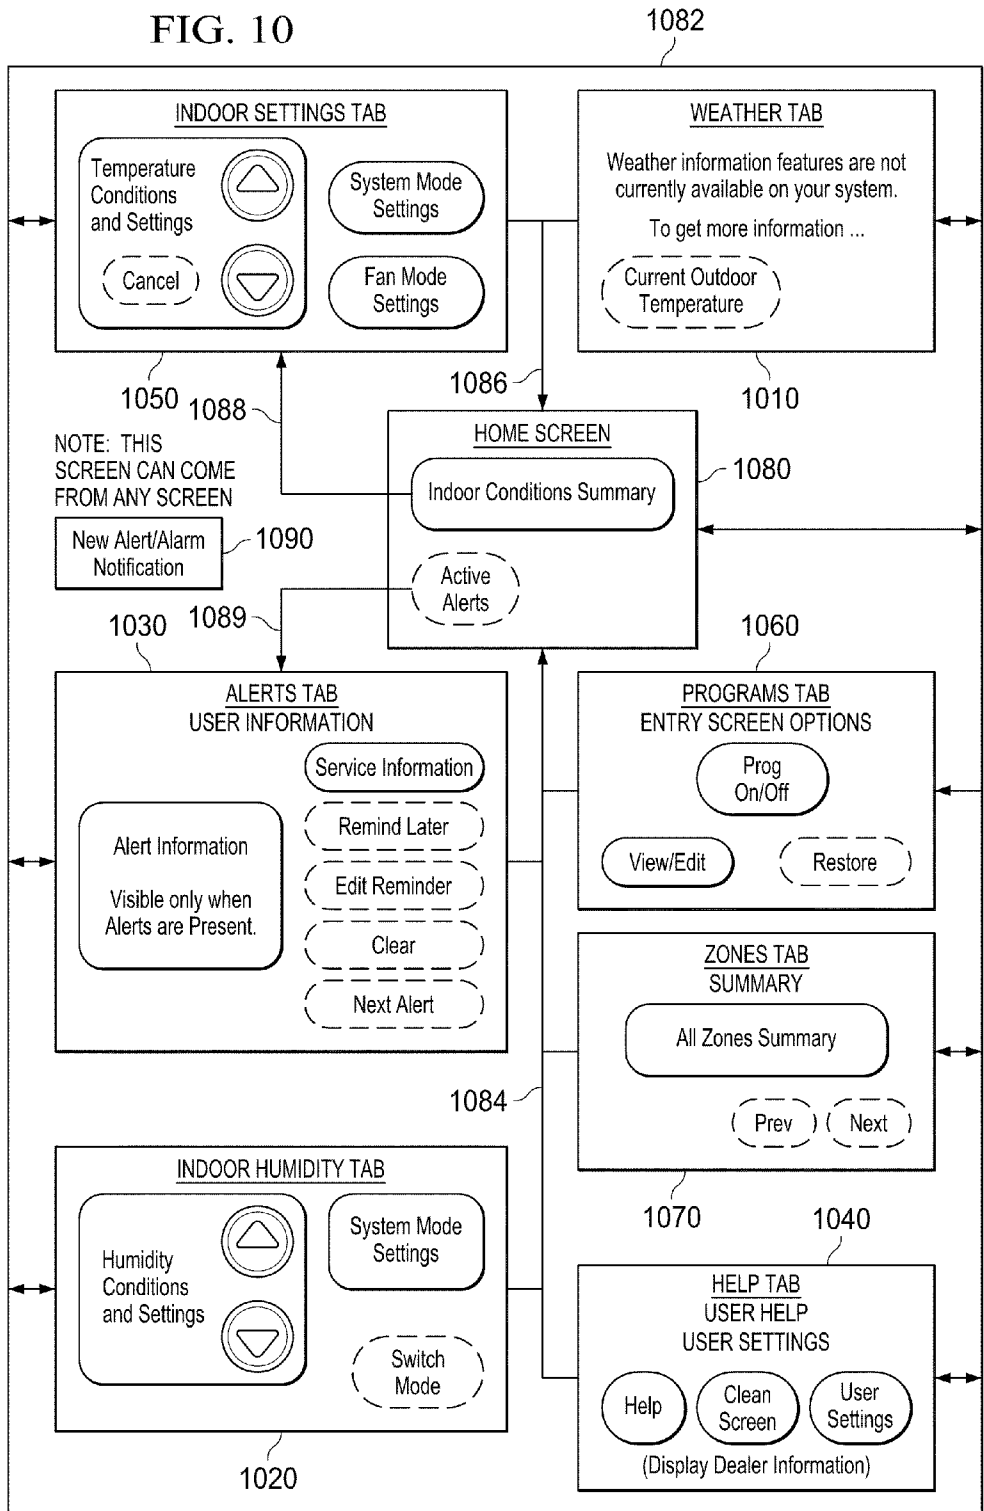 FIG. 10
1082
INDOOR SETTINGS TAB
Temperature
Conditions
and Settings
Cancel
System Mode
Settings
Fan Mode
Settings
1050
WEATHER TAB
Weather information features are not
currently available on your system.
To get more information ...
Current Outdoor
Temperature
1010
1086
1088
HOME SCREEN
Indoor Conditions Summary
Active
Alerts
1080
NOTE: THIS
SCREEN CAN COME
FROM ANY SCREEN
New Alert/Alarm
Notification
1090
1089
1030
ALERTS TAB
USER INFORMATION
Alert Information
Visible only when
Alerts are Present.
Service Information
Remind Later
Edit Reminder
Clear
Next Alert
1060
PROGRAMS TAB
ENTRY SCREEN OPTIONS
Prog
On/Off
View/Edit
Restore
ZONES TAB
SUMMARY
All Zones Summary
Prev
Next
1070
1084
INDOOR HUMIDITY TAB
Humidity
Conditions
and Settings
System Mode
Settings
Switch
Mode
1020
1040
HELP TAB
USER HELP
USER SETTINGS
Help
Clean
Screen
User
Settings
(Display Dealer Information)